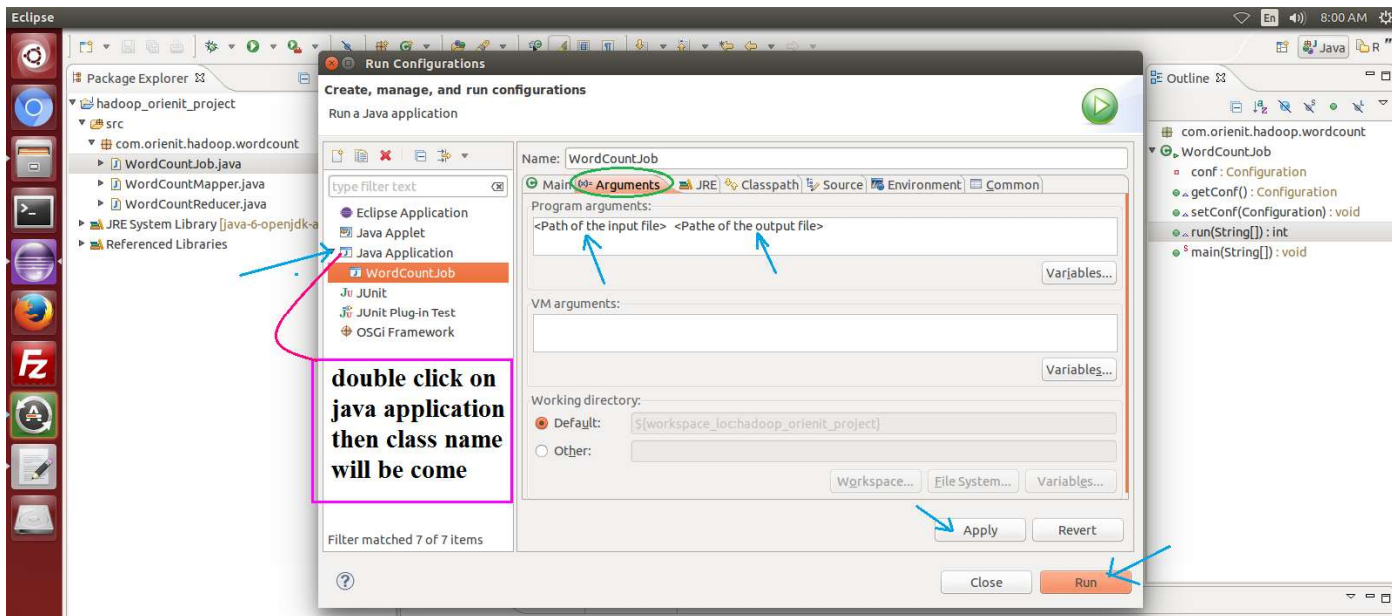 Eclipse
En
8:00 AM
Java
R
Package Explorer
hadoop_orienit_project
src
com.orienit.hadoop.wordcount
WordCountJob.java
WordCountMapper.java
WordCountReducer.java
JRE System Library [java-6-openjdk-a
Referenced Libraries
Run Configurations
Create, manage, and run configurations
Run a Java application
type filter text
Eclipse Application
Java Applet
Java Application
WordCountJob
Ju JUnit
JUnit Plug-in Test
OSGi Framework
double click on
java application
then class name
will be come
Filter matched 7 of 7 items
Name: WordCountJob
Main (x)= Arguments JRE Classpath Source Environment Common
Program arguments:
<Path of the input file> <Pathe of the output file>
Variables...
VM arguments:
Variables...
Working directory:
Default: ${workspace_loc:hadoop_orienit_project}
Other:
Workspace... File System... Variables...
Apply Revert
Close Run
Outline
com.orienit.hadoop.wordcount
WordCountJob
conf : Configuration
getConf() : Configuration
setConf(Configuration) : void
run(String[]) : int
main(String[]) : void